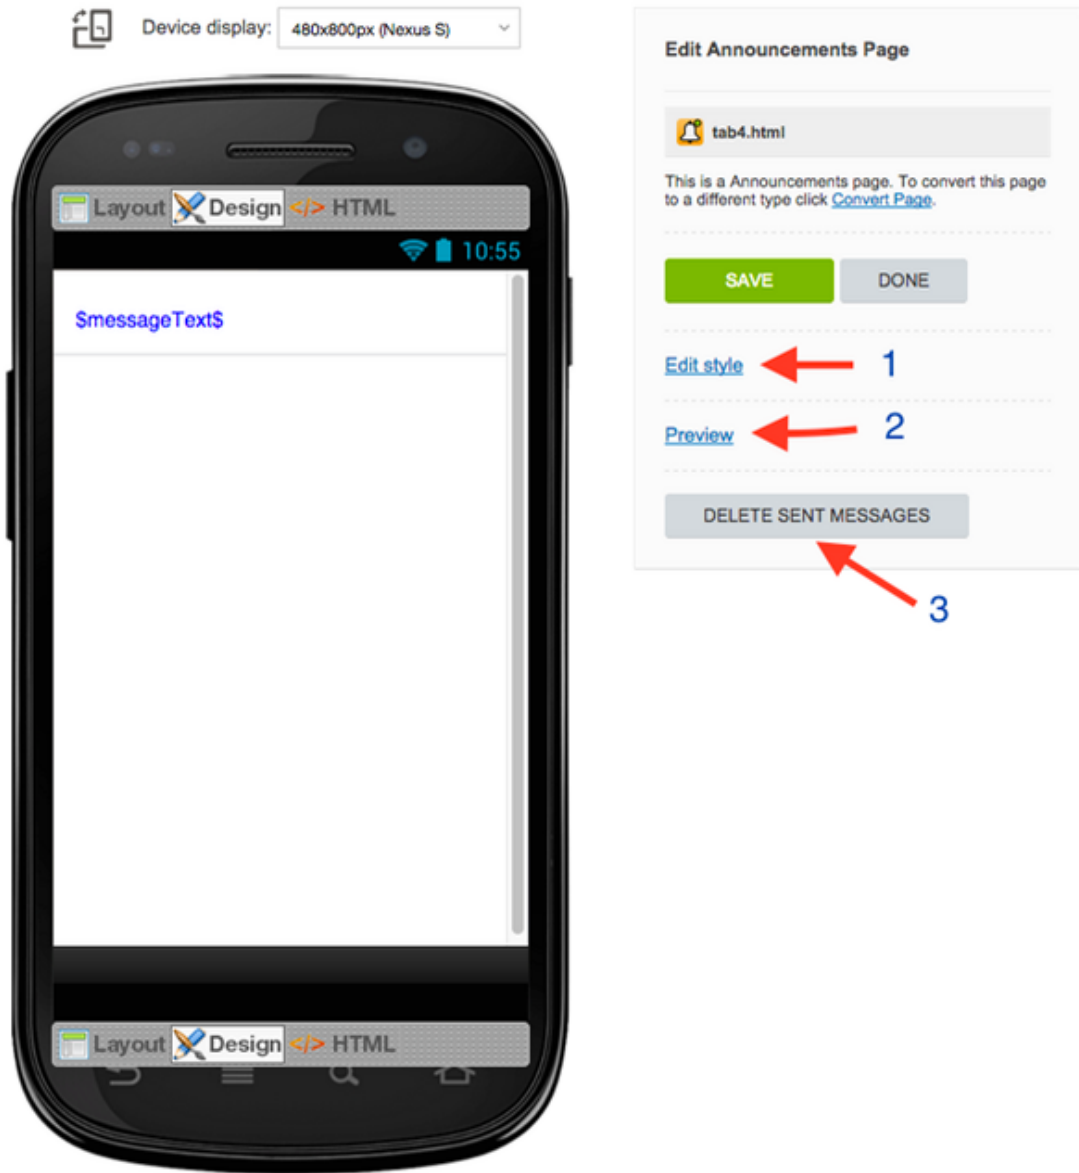 Device display: 480x800px (Nexus S)
Layout Design </> HTML
10:55
$messageText$
Layout Design </> HTML
Edit Announcements Page
tab4.html
This is a Announcements page. To convert this page
to a different type click Convert Page.
SAVE DONE
Edit style 1
Preview 2
DELETE SENT MESSAGES
3